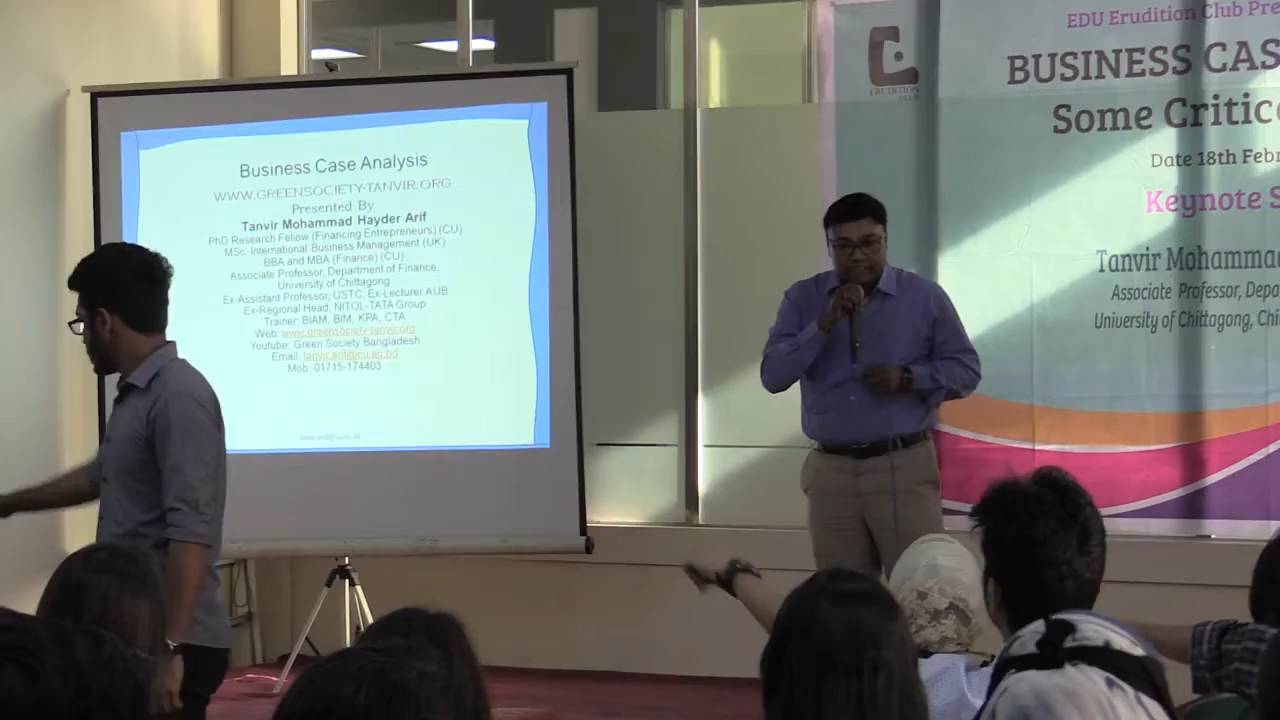 Business Case Analysis
WWW.GREENSOCIETY-TANVIR.ORG
Presented By
Tanvir Mohammad Hayder Arif
PhD Research Fellow (Financing Entrepreneurs) (CU)
MSc. International Business Management (UK)
BBA and MBA (Finance) (CU)
Associate Professor, Department of Finance,
University of Chittagong
Ex-Assistant Professor, USTC, Ex-Lecturer AUB
Ex-Regional Head, NITOL-TATA Group
Trainer: BIAM, BIM, KPA, CTA
Web: www.greensociety-tanvir.org
Youtube: Green Society Bangladesh
Email: tanvir.arif@cu.ac.bd
Mob. 01715-174403
ERUDITION
CLUB
EDU Erudition Club Pre
BUSINESS CAS
Some Critic
Date 18th Febr
Keynote S
Tanvir Mohammad
Associate Professor, Depa
University of Chittagong, Chi